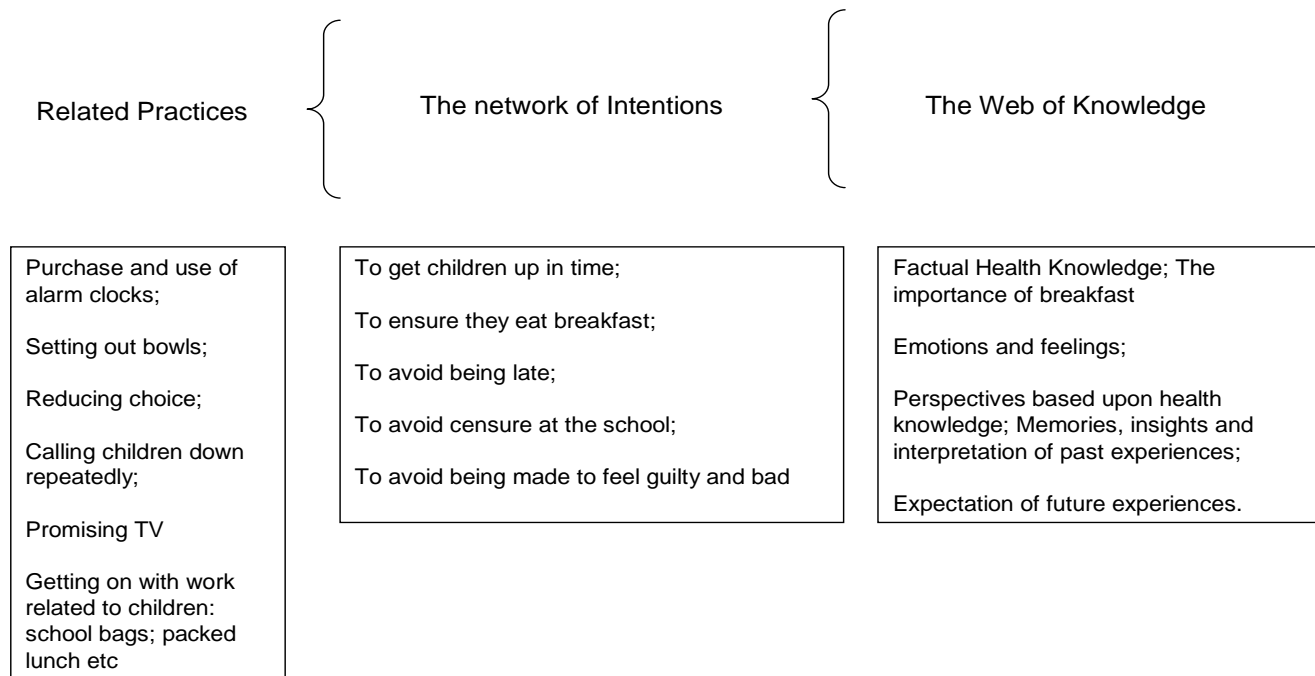 Related Practices
The network of Intentions
The Web of Knowledge
Purchase and use of
alarm clocks;
Setting out bowls;
Reducing choice;
Calling children down
repeatedly;
Promising TV
Getting on with work
related to children:
school bags; packed
lunch etc
To get children up in time;
To ensure they eat breakfast;
To avoid being late;
To avoid censure at the school;
To avoid being made to feel guilty and bad
Factual Health Knowledge; The
importance of breakfast
Emotions and feelings;
Perspectives based upon health
knowledge; Memories, insights and
interpretation of past experiences;
Expectation of future experiences.